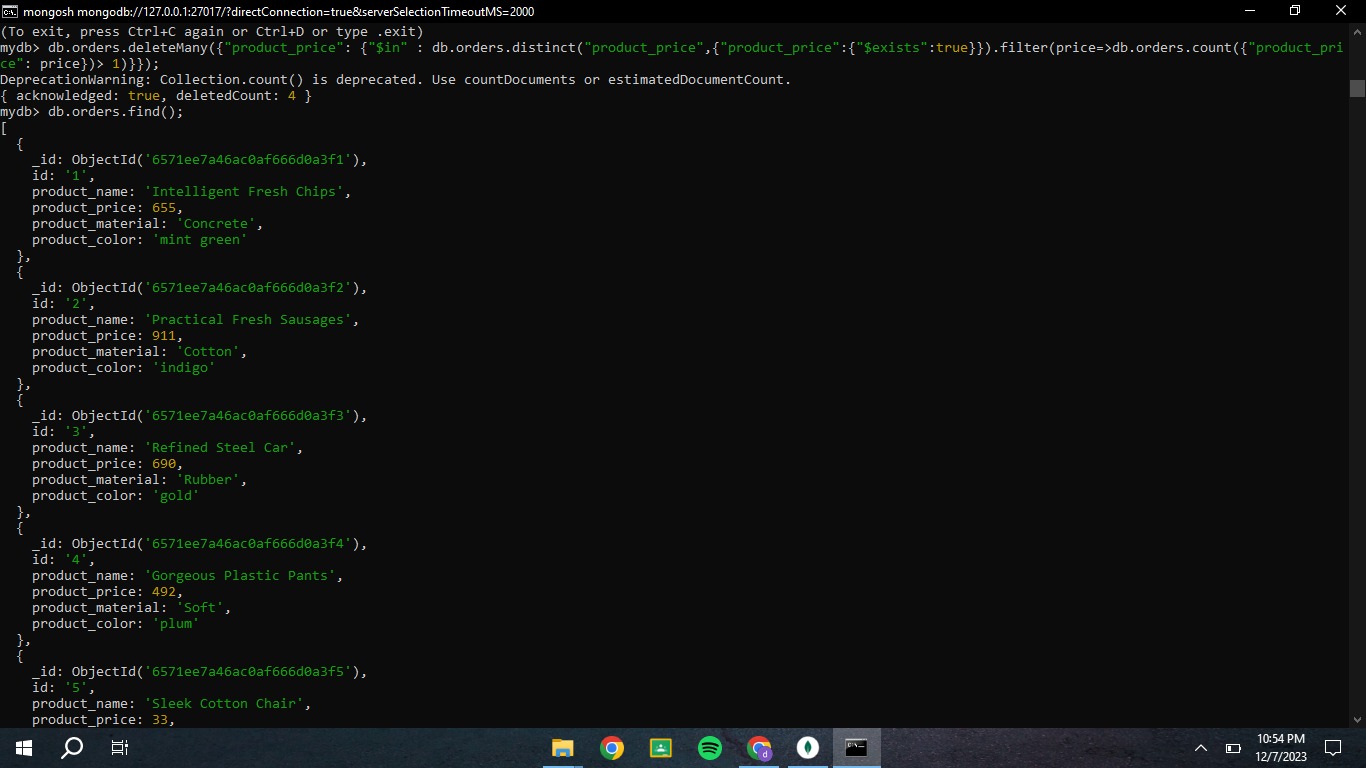 mongosh mongodb://127.0.0.1:27017/?directConnection=true&serverSelectionTimeoutMS=2000
(To exit, press Ctrl+C again or Ctrl+D or type .exit)
mydb> db.orders.deleteMany({"product_price": {"$in" : db.orders.distinct("product_price",{"product_price":{"$exists":true}}).filter(price=>db.orders.count({"product_pri
ce": price})> 1)}});
DeprecationWarning: Collection.count() is deprecated. Use countDocuments or estimatedDocumentCount.
{ acknowledged: true, deletedCount: 4 }
mydb> db.orders.find();
[
  {
    _id: ObjectId('6571ee7a46ac0af666d0a3f1'),
    id: '1',
    product_name: 'Intelligent Fresh Chips',
    product_price: 655,
    product_material: 'Concrete',
    product_color: 'mint green'
  },
  {
    _id: ObjectId('6571ee7a46ac0af666d0a3f2'),
    id: '2',
    product_name: 'Practical Fresh Sausages',
    product_price: 911,
    product_material: 'Cotton',
    product_color: 'indigo'
  },
  {
    _id: ObjectId('6571ee7a46ac0af666d0a3f3'),
    id: '3',
    product_name: 'Refined Steel Car',
    product_price: 690,
    product_material: 'Rubber',
    product_color: 'gold'
  },
  {
    _id: ObjectId('6571ee7a46ac0af666d0a3f4'),
    id: '4',
    product_name: 'Gorgeous Plastic Pants',
    product_price: 492,
    product_material: 'Soft',
    product_color: 'plum'
  },
  {
    _id: ObjectId('6571ee7a46ac0af666d0a3f5'),
    id: '5',
    product_name: 'Sleek Cotton Chair',
    product_price: 33,
10:54 PM
12/7/2023